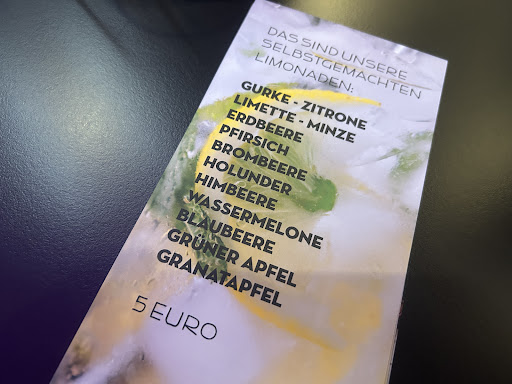 DAS SIND UNSERE
SELBSTGEMACHTEN
LIMONADEN:
GURKE - ZITRONE
LIMETTE - MINZE
ERDBEERE
PFIRSICH
BROMBEERE
HOLUNDER
HIMBEERE
WASSERMELONE
BLAUBEERE
GRÜNER APFEL
GRANATAPFEL
5 EURO